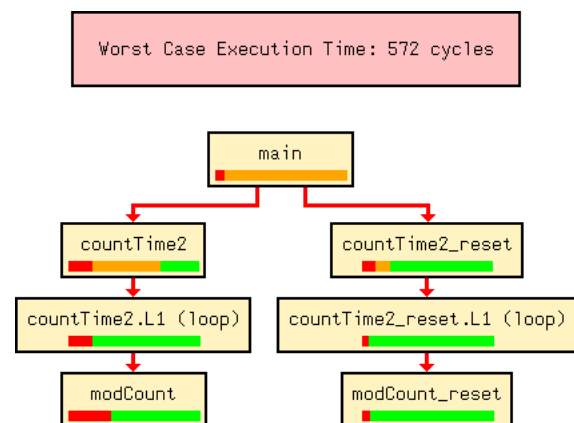 Worst Case Execution Time: 572 cycles
main
countTime2
countTime2_reset
countTime2.L1 (loop)
countTime2_reset.L1 (loop)
modCount
modCount_reset